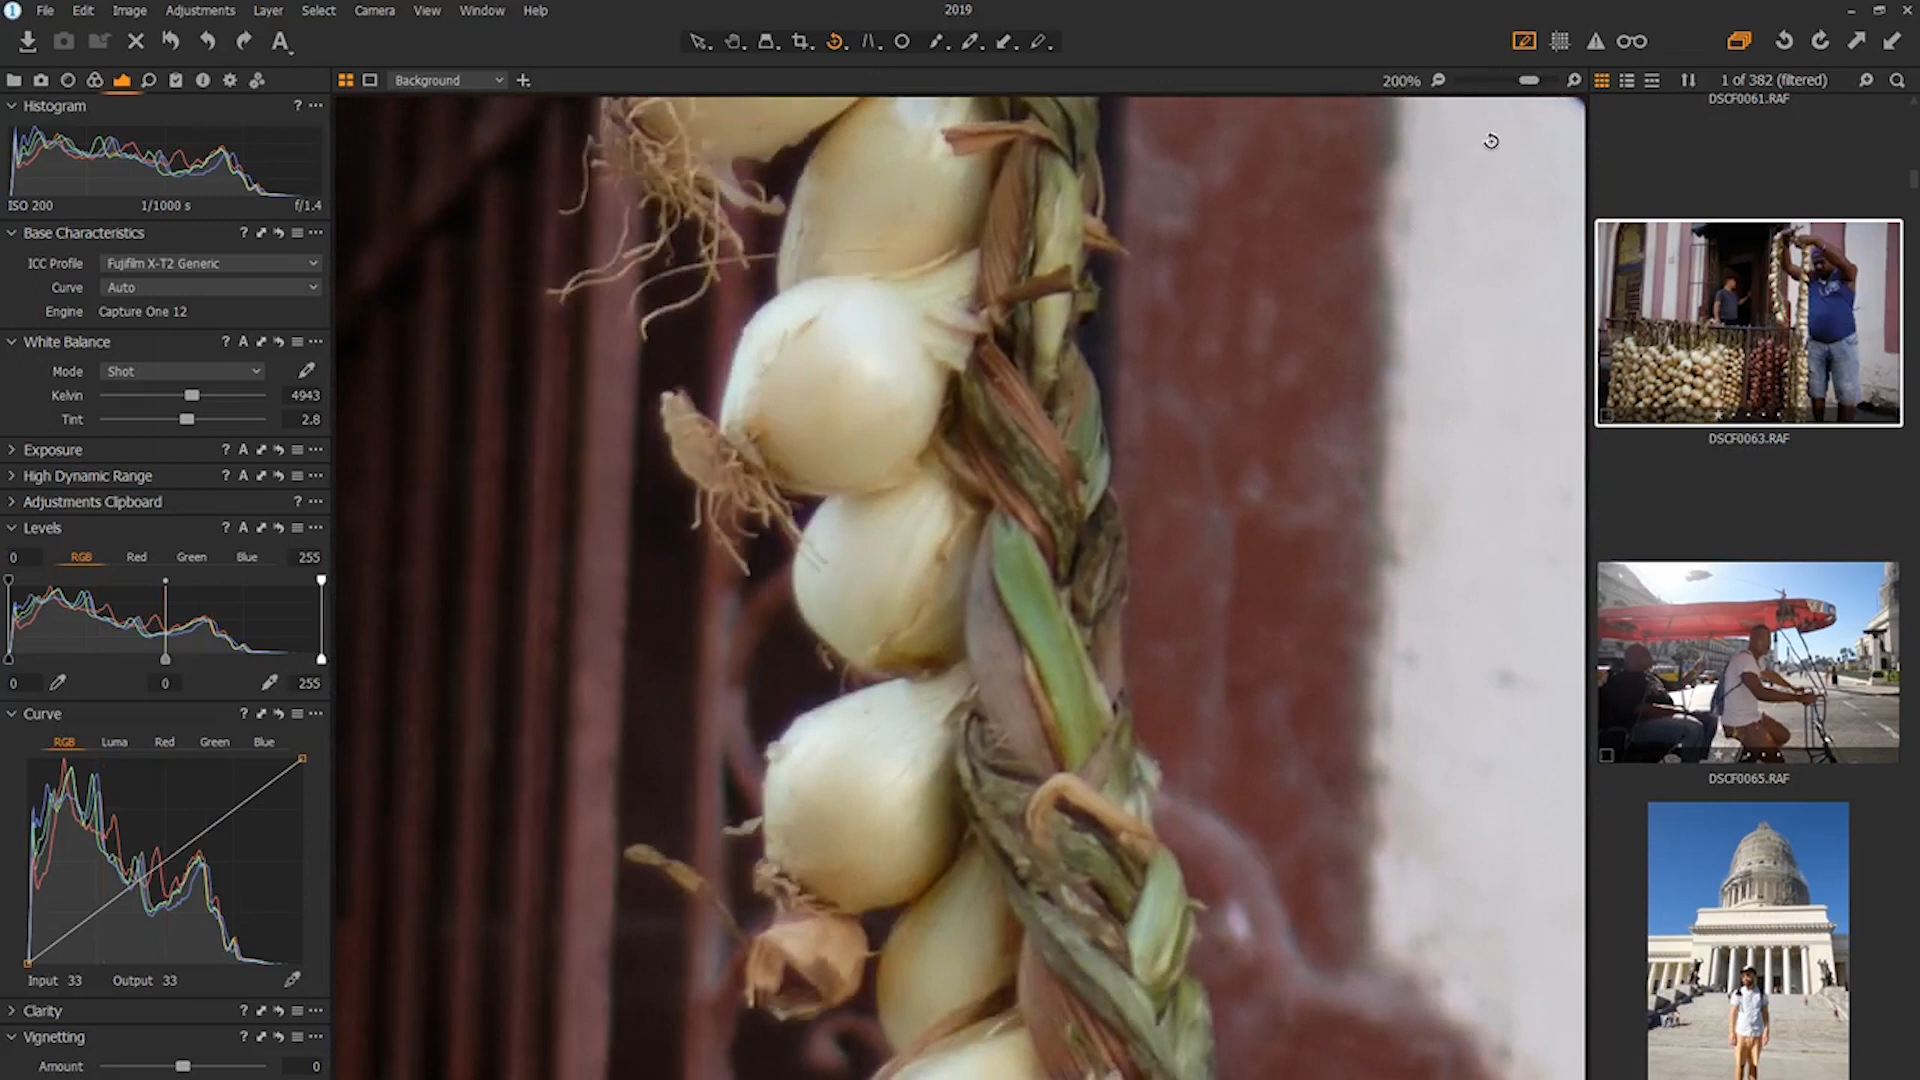 File Edit Image Adjustments Layer Select Camera View Window Help
2019
Background
200%
1 of 382 (filtered)
DSCF0061.RAF
Histogram
ISO 200 1/1000 s f/1.4
Base Characteristics
ICC Profile Fujifilm X-T2 Generic
Curve Auto
Engine Capture One 12
White Balance
Mode Shot
Kelvin 4943
Tint 2.8
Exposure
High Dynamic Range
Adjustments Clipboard
Levels
0 RGB Red Green Blue 255
0 0 255
Curve
RGB Luma Red Green Blue
Input 33 Output 33
Clarity
Vignetting
Amount 0
DSCF0063.RAF
DSCF0065.RAF